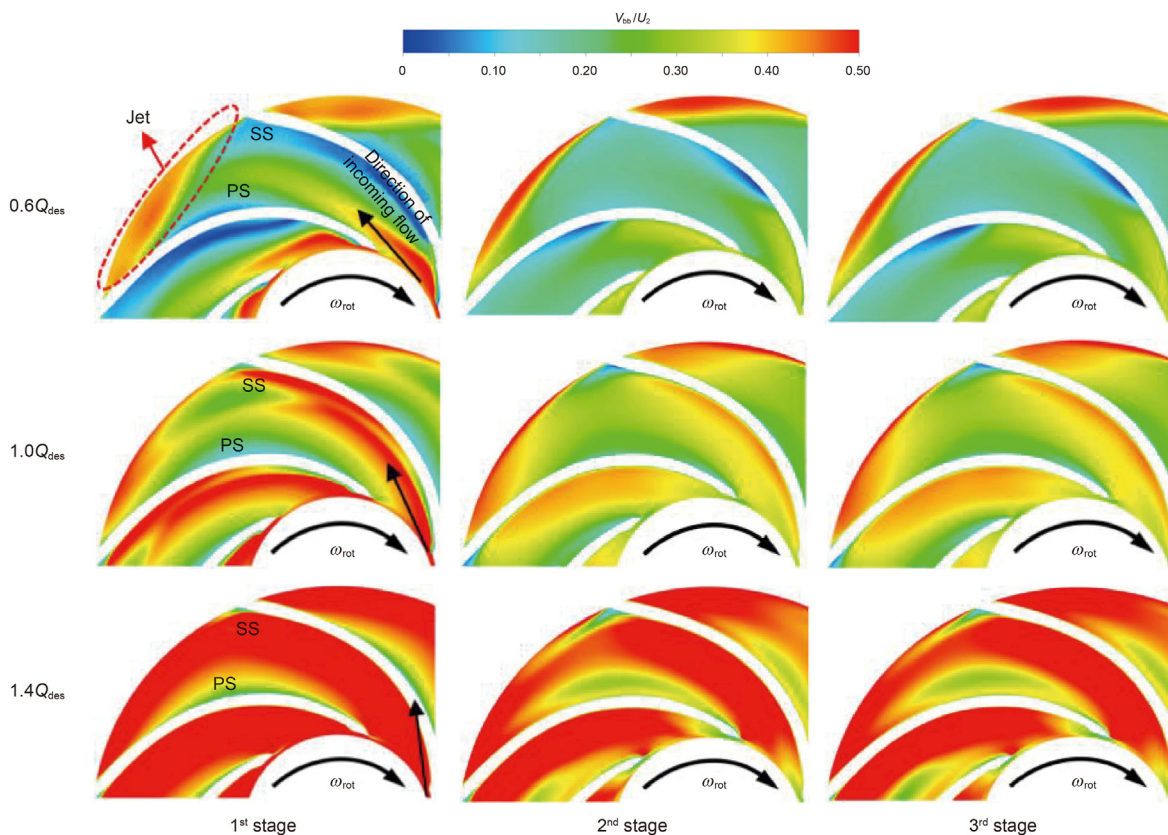 V_bb/U_2
0 0.10 0.20 0.30 0.40 0.50
Jet
SS
PS
Direction of
incoming flow
ω_rot
ω_rot
ω_rot
0.6Q_des
SS
PS
ω_rot
ω_rot
ω_rot
1.0Q_des
SS
PS
ω_rot
ω_rot
ω_rot
1.4Q_des
1st stage
2nd stage
3rd stage